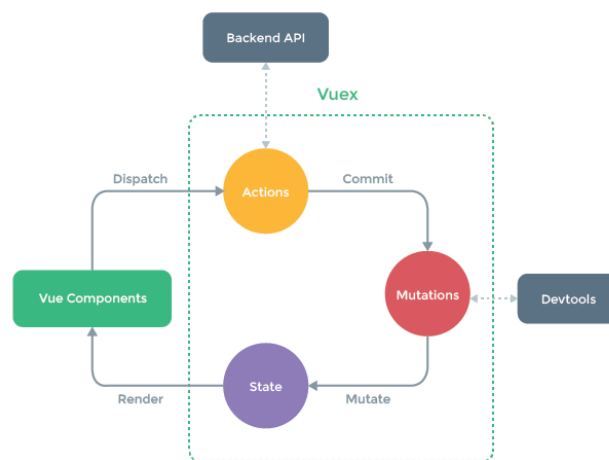 Backend API
Vuex
Dispatch
Commit
Actions
Vue Components
Mutations
Devtools
State
Render
Mutate